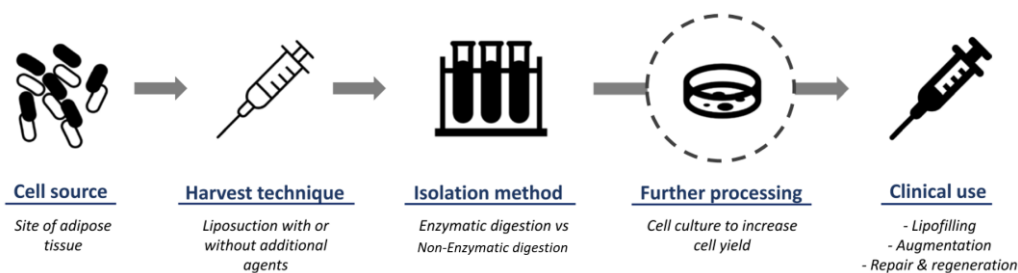 Cell source
Site of adipose
tissue
Harvest technique
Liposuction with or
without additional
agents
Isolation method
Enzymatic digestion vs
Non-Enzymatic digestion
Further processing
Cell culture to increase
cell yield
Clinical use
- Lipofilling
- Augmentation
- Repair & regeneration